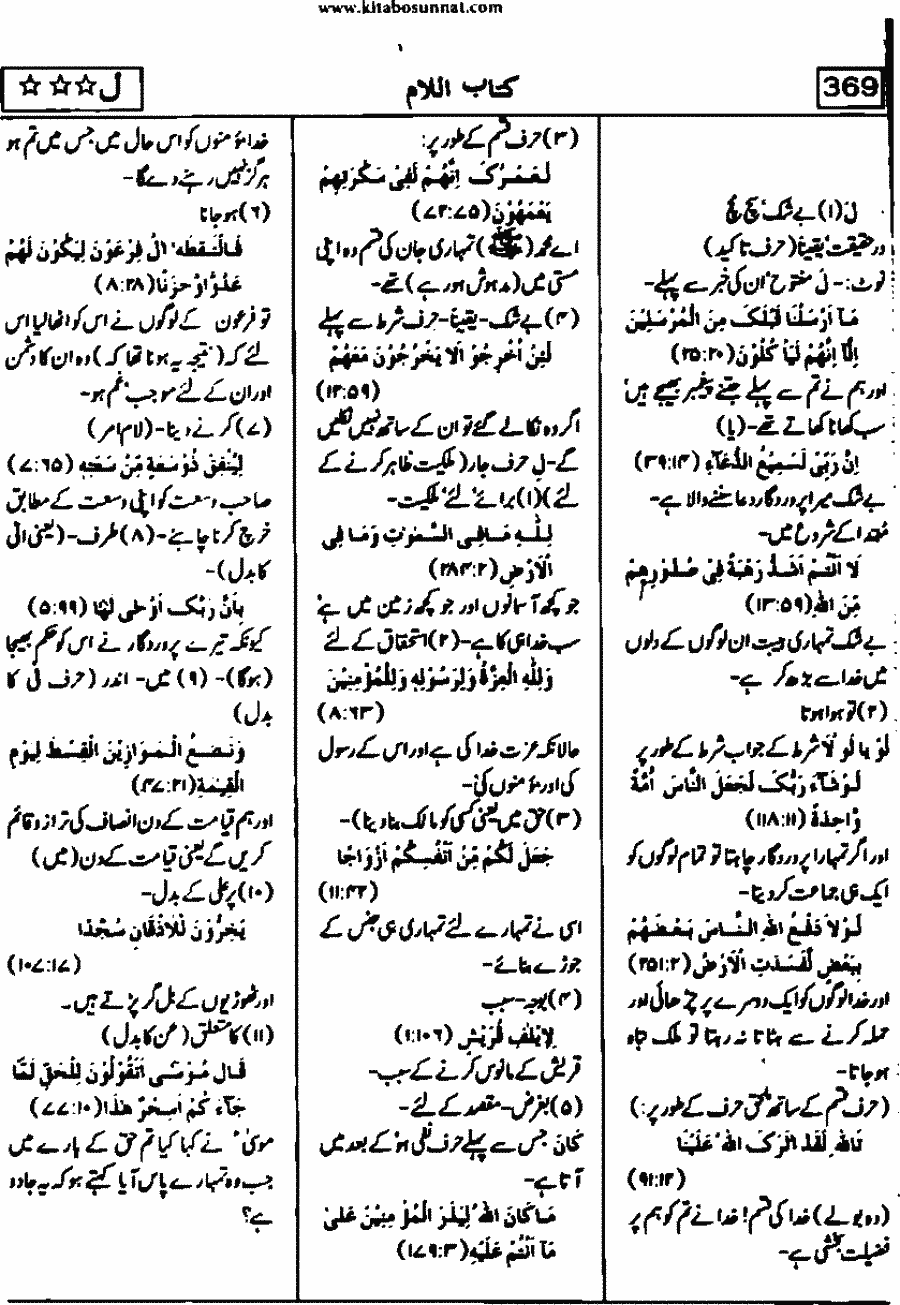 www.kitabosunnat.com
369
کتاب اللام
ل ☆☆☆
لَ (۱) بے شک‘ سچ مچ
درحقیقت یقیناً (حرف تاکید)
نوٹ:- لَ مفتوح‘ ان کی خبر سے پہلے-
مَآ اَرْسَلْنَا قَبْلَکَ مِنَ الْمُرْسَلِیْنَ
اِلَّا اِنَّهُمْ لَیَاْ کُلُوْنَ (۲۵:۲۰)
اور ہم نے تم سے پہلے جتنے پیغمبر بھیجے ہیں
سب کھانا کھاتے تھے- (یا)
اِنَّ رَبِّیْ لَسَمِیْعُ الدُّعَآءِ (۳۹:۱۴)
بے شک میرا پروردگار دعا سننے والا ہے-
مبتدا کے شروع میں-
لَا اَنْتُمْ اَشَدُّ رَهْبَةً فِیْ صُدُوْرِهِمْ
مِّنَ اللهِ (۱۳:۵۹)
بے شک تمہاری ہیبت ان لوگوں کے دلوں
میں خدا سے بڑھ کر ہے-
(۲) تو ہوا ہوتا
لَوْ یا لَوْ لَا شرط کے جواب شرط کے طور پر
لَوْ شَآءَ رَبُّکَ لَجَعَلَ النَّاسَ اُمَّةً
وَّاحِدَةً (۱۱۸:۱۱)
اور اگر تمہارا پروردگار چاہتا تو تمام لوگوں کو
ایک ہی جماعت کر دیتا-
لَوْلَا دَفْعُ اللهِ النَّاسَ بَعْضَهُمْ
بِبَعْضٍ لَّفَسَدَتِ الْاَرْضُ (۲۵۱:۲)
اور خدا لوگوں کو ایک دوسرے پر چڑھائی اور
حملہ کرنے سے ہٹاتا نہ رہتا تو ملک تباہ
ہو جاتا-
(حرف قسم کے ساتھ ملحق حرف کے طور پر:)
تَاللهِ لَقَدْ اٰثَرَکَ اللهُ عَلَیْنَا
(۹۱:۱۲)
(وہ بولے) خدا کی قسم! خدا نے تم کو ہم پر
فضیلت بخشی ہے-
(۳) حرف قسم کے طور پر:
لَعَمْرُکَ اِنَّهُمْ لَفِیْ سَکْرَتِهِمْ
یَعْمَهُوْنَ (۷۲:۱۵)
اے محمد (ﷺ) تمہاری جان کی قسم وہ اپنی
مستی میں (مدہوش ہو رہے) تھے-
(۴) بے شک- یقیناً- حرف شرط سے پہلے
لَئِنْ اُخْرِجُوْ الَا یَخْرُجُوْنَ مَعَهُمْ
(۱۲:۵۹)
اگر وہ نکالے گئے تو ان کے ساتھ نہیں نکلیں
گے- لِ حرف جار (ملکیت ظاہر کرنے کے
لئے) (۱) برائے‘ لئے‘ ملکیت-
لِلّٰهِ مَافِی السَّمٰوٰتِ وَمَا فِی
الْاَرْضِ (۲۸۴:۲)
جو کچھ آسمانوں اور جو کچھ زمین میں ہے
سب خدا ہی کا ہے- (۲) استحقاق کے لئے
وَلِلّٰهِ الْعِزَّةُ وَلِرَسُوْلِهِ وَلِلْمُؤْمِنِیْنَ
(۸:۶۳)
حالانکہ عزت خدا کی ہے اور اس کے رسول
کی اور مؤمنوں کی-
(۳) حق میں یعنی کسی کو مالک بنا دینا)-
جَعَلَ لَکُمْ مِّنْ اَنْفُسِکُمْ اَزْوَاجًا
(۱۱:۴۲)
اسی نے تمہارے لئے تمہاری ہی جنس کے
جوڑے بنائے-
(۴) بوجہ- سبب
لِاِیْلٰفِ قُرَیْشٍ (۱:۱۰۶)
قریش کے مانوس کرنے کے سبب-
(۵) بغرض- مقصد کے لئے-
کَانَ جس سے پہلے حرف نفی ہو‘ کے بعد میں
آتا ہے-
مَا کَانَ اللهُ لِیَذَرَ الْمُؤْ مِنِیْنَ عَلٰی
مَآ اَنْتُمْ عَلَیْهِ (۱۷۹:۳)
خدا مؤمنوں کو اس حال میں جس میں تم ہو
ہر گز نہیں رہنے دے گا-
(۶) ہو جاتا
فَالْتَقَطَهٗ اٰلُ فِرْعَوْنَ لِیَکُوْنَ لَهُمْ
عَدُوًّا وَّحَزَنًا (۸:۲۸)
تو فرعون کے لوگوں نے اس کو اٹھا لیا اس
لئے کہ (نتیجہ یہ ہونا تھا کہ) وہ ان کا دشمن
اور ان کے لئے موجب غم ہو-
(۷) کرنے دینا- (لام امر)
لِیُنْفِقْ ذُوْسَعَةٍ مِّنْ سَعَتِهِ (۷:۶۵)
صاحب وسعت کو اپنی وسعت کے مطابق
خرچ کرنا چاہئے- (۸) طرف- (یعنی الٰی
کا بدل)-
بِاَنَّ رَبَّکَ اَوْحٰی لَهَا (۵:۹۹)
کیونکہ تیرے پروردگار نے اس کو حکم بھیجا
(ہوگا)- (۹) میں- اندر (حرف فِیْ کا
بدل)
وَنَضَعُ الْمَوَازِیْنَ الْقِسْطَ لِیَوْمِ
الْقِیٰمَةِ (۴۷:۲۱)
اور ہم قیامت کے دن انصاف کی ترازو قائم
کریں گے یعنی قیامت کے دن (میں)
(۱۰) پر علٰی کے بدل-
یَخِرُّوْنَ لِلْاَذْقَانِ سُجَّدًا
(۱۰۷:۱۷)
اور ٹھوڑیوں کے بل گر پڑتے ہیں۔
(۱۱) کا متعلق (عن کا بدل)
قَالَ مُوْسٰٓی اَتَقُوْلُوْنَ لِلْحَقِّ لَمَّا
جَآءَ کُمْ اَسِحْرٌ هٰذَا (۷۷:۱۰)
موسیٰ نے کہا کیا تم حق کے بارے میں
جب وہ تمہارے پاس آیا کہتے ہو کہ یہ جادو
ہے؟